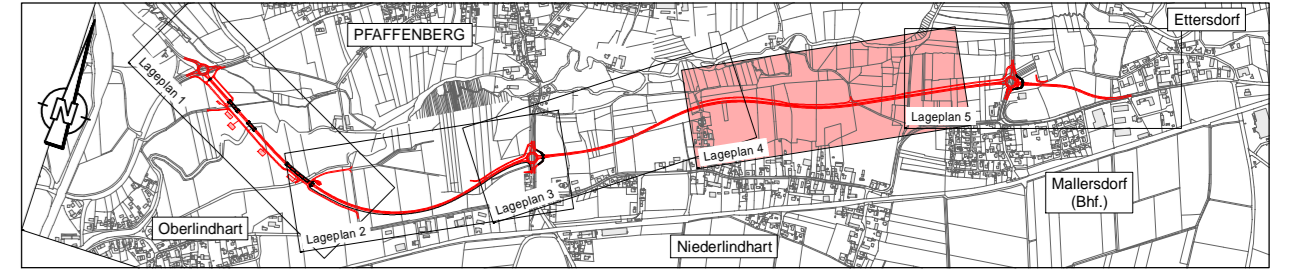 PFAFFENBERG
Ettersdorf
Lageplan 1
N
Lageplan 5
Lageplan 4
Lageplan 3
Mallersdorf
(Bhf.)
Oberlindhart
Lageplan 2
Niederlindhart